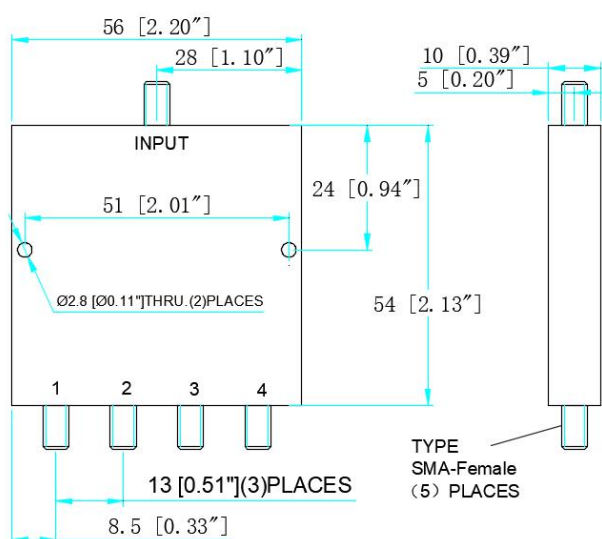 56 [2.20″]
28 [1.10″]
10 [0.39″]
5 [0.20″]
INPUT
51 [2.01″]
24 [0.94″]
Ø2.8 [Ø0.11"]THRU.(2)PLACES
54 [2.13″]
1 2 3 4
TYPE
SMA-Female
（5）PLACES
13 [0.51"](3)PLACES
8.5 [0.33″]